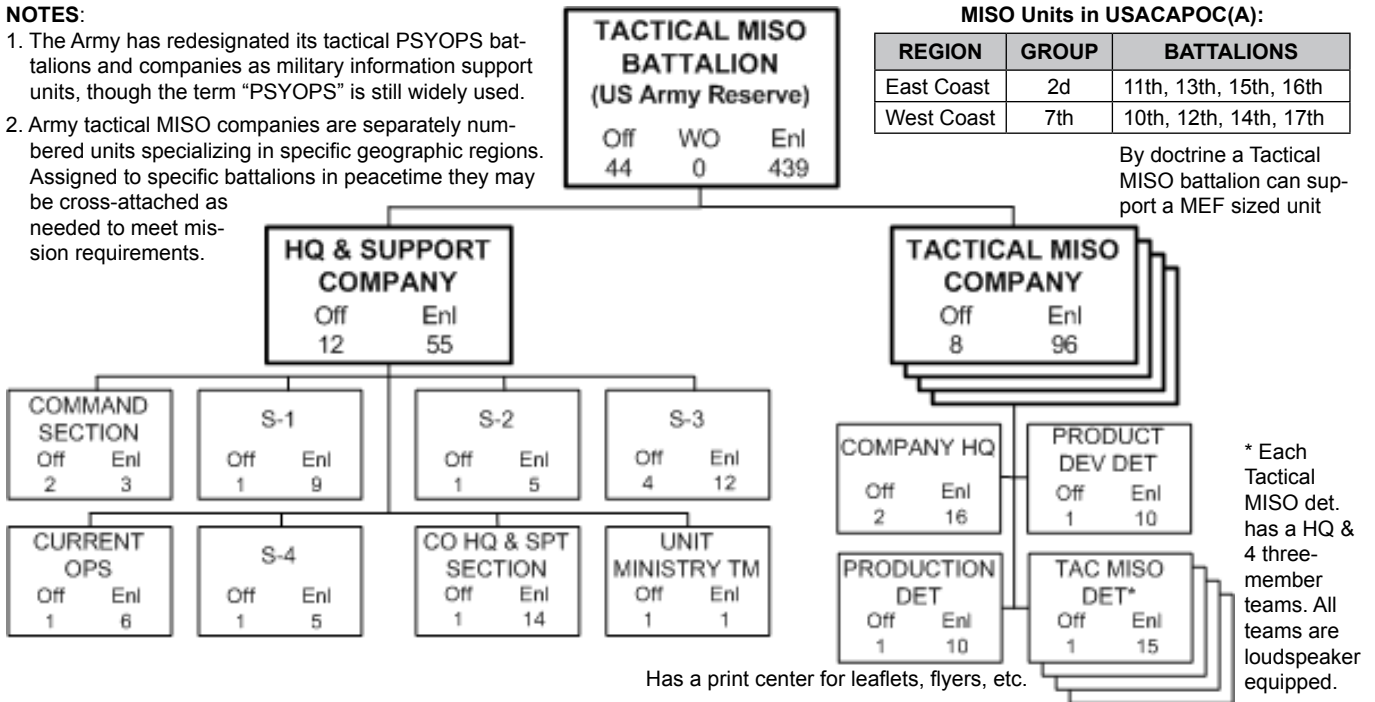 NOTES:
1. The Army has redesignated its tactical PSYOPS bat-
talions and companies as military information support
units, though the term “PSYOPS” is still widely used.
2. Army tactical MISO companies are separately num-
bered units specializing in specific geographic regions.
Assigned to specific battalions in peacetime they may
be cross-attached as
needed to meet mis-
sion requirements.
TACTICAL MISO
BATTALION
(US Army Reserve)
Off WO Enl
44 0 439
MISO Units in USACAPOC(A):
REGION GROUP BATTALIONS
East Coast 2d 11th, 13th, 15th, 16th
West Coast 7th 10th, 12th, 14th, 17th
By doctrine a Tactical
MISO battalion can sup-
port a MEF sized unit
HQ & SUPPORT
COMPANY
Off Enl
12 55
TACTICAL MISO
COMPANY
Off Enl
8 96
COMMAND
SECTION
Off Enl
2 3
S-1
Off Enl
1 9
S-2
Off Enl
1 5
S-3
Off Enl
4 12
CURRENT
OPS
Off Enl
1 6
S-4
Off Enl
1 5
CO HQ & SPT
SECTION
Off Enl
1 14
UNIT
MINISTRY TM
Off Enl
1 1
COMPANY HQ
Off Enl
2 16
PRODUCT
DEV DET
Off Enl
1 10
PRODUCTION
DET
Off Enl
1 10
TAC MISO
DET*
Off Enl
1 15
* Each
Tactical
MISO det.
has a HQ &
4 three-
member
teams. All
teams are
loudspeaker
equipped.
Has a print center for leaflets, flyers, etc.